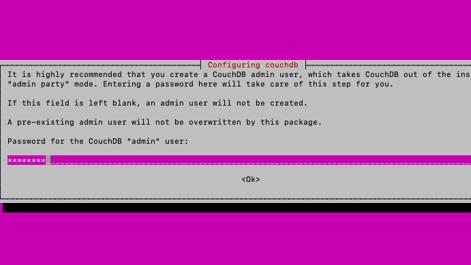 Configuring couchdb
It is highly recommended that you create a CouchDB admin user, which takes CouchDB out of the ins
"admin party" mode. Entering a password here will take care of this step for you.
If this field is left blank, an admin user will not be created.
A pre-existing admin user will not be overwritten by this package.
Password for the CouchDB "admin" user:
********
<Ok>